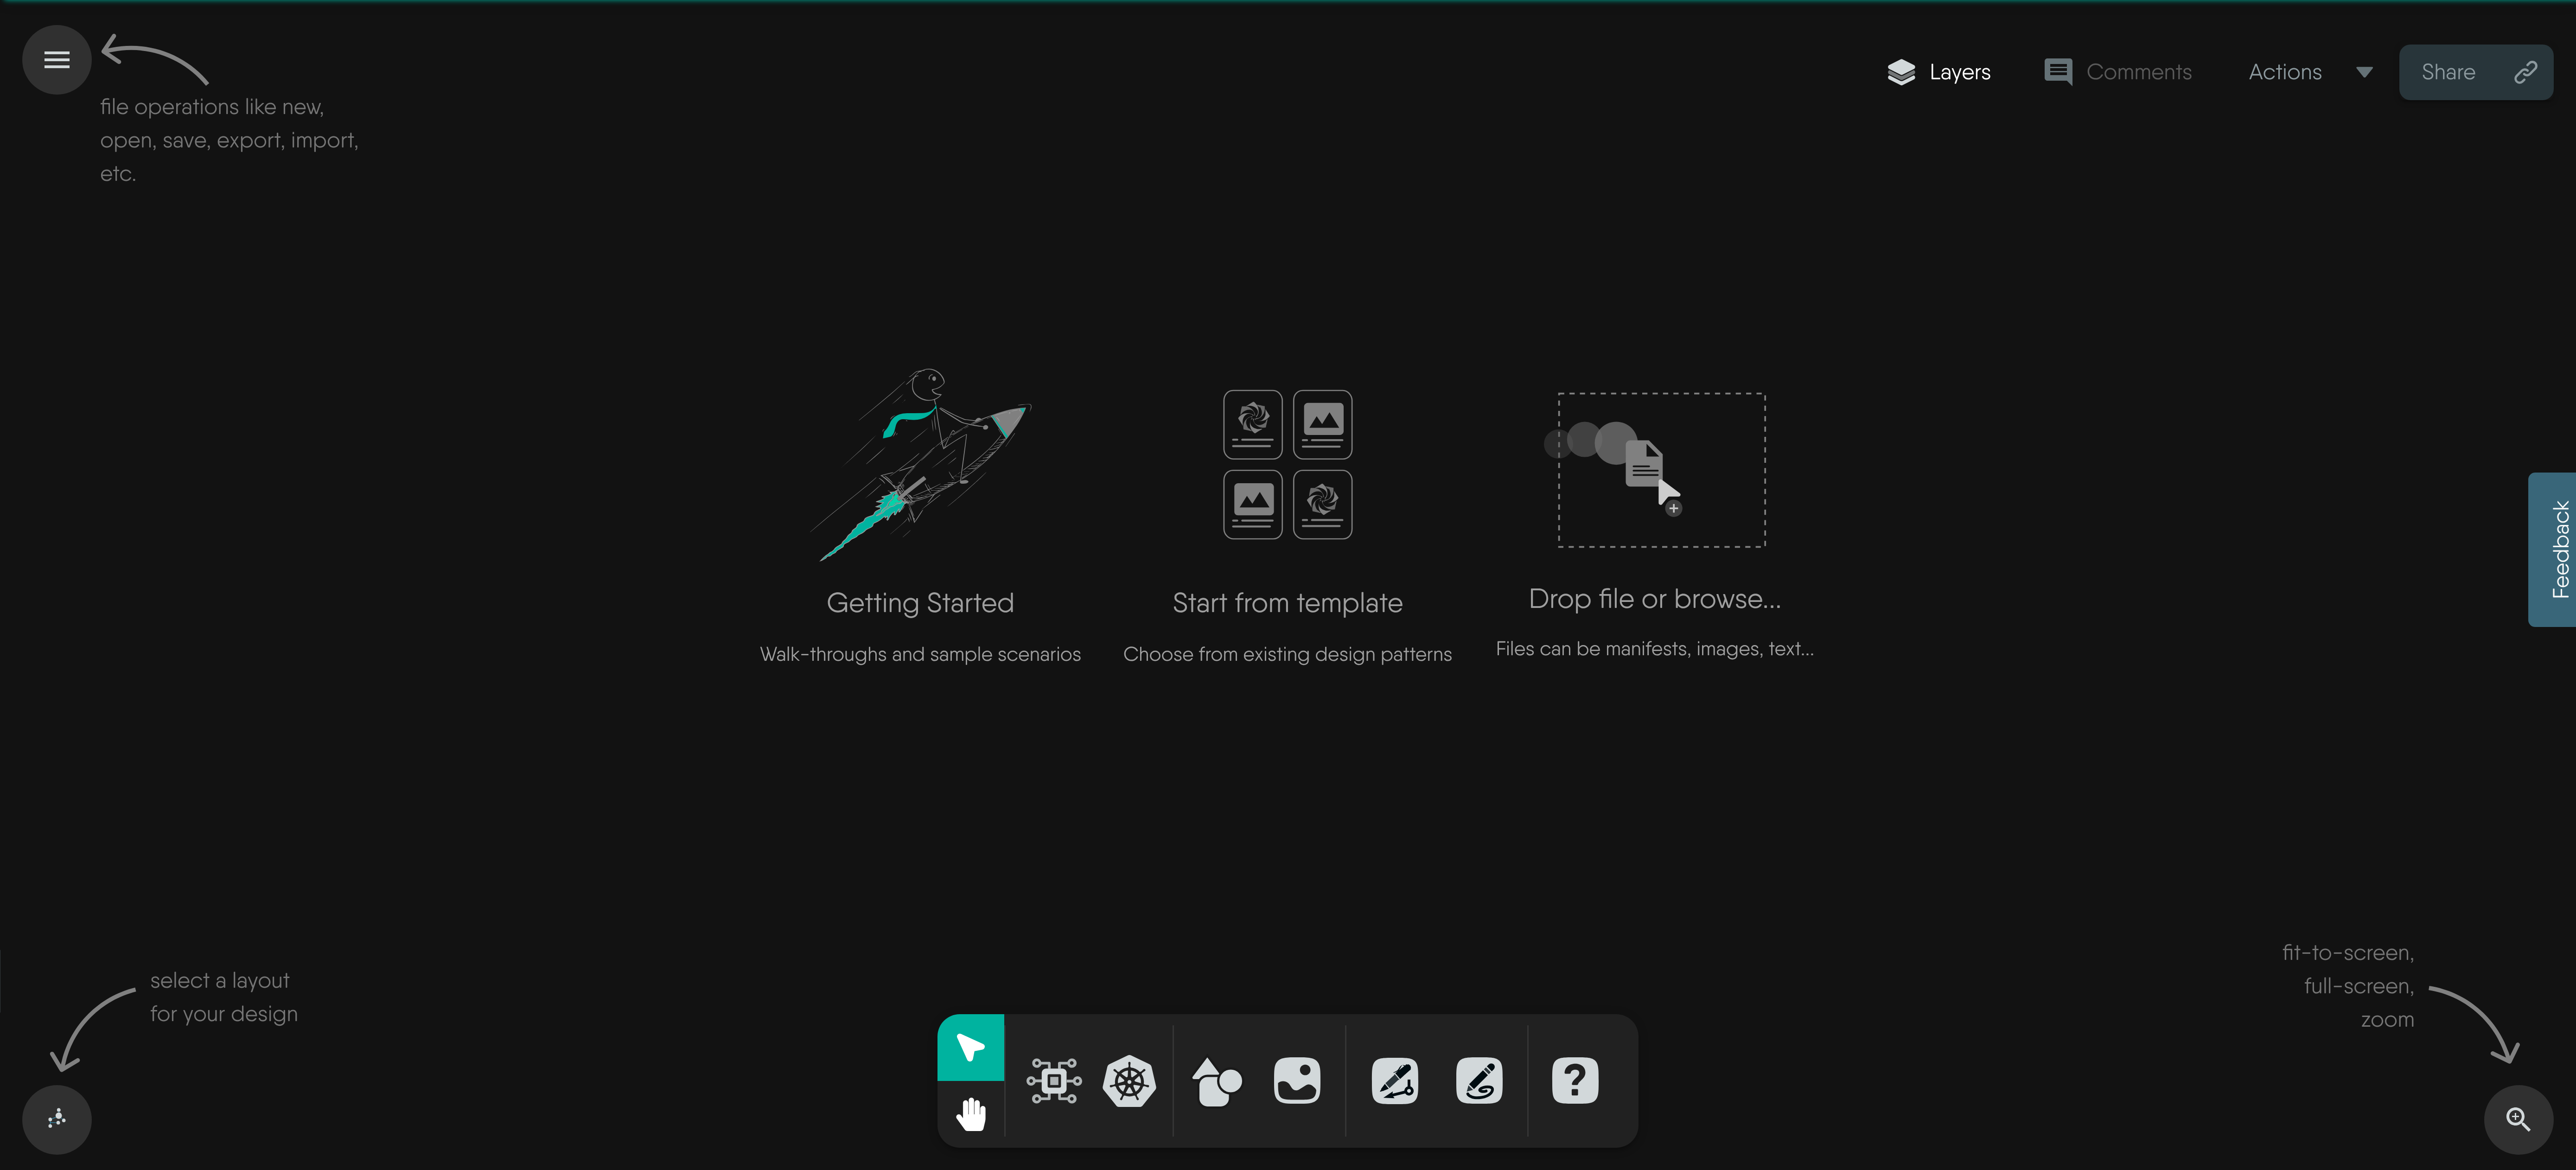 file operations like new,
open, save, export, import,
etc.
Layers
Comments
Actions
Share
Getting Started
Walk-throughs and sample scenarios
Start from template
Choose from existing design patterns
Drop file or browse...
Files can be manifests, images, text...
Feedback
select a layout
for your design
fit-to-screen,
full-screen,
zoom
?